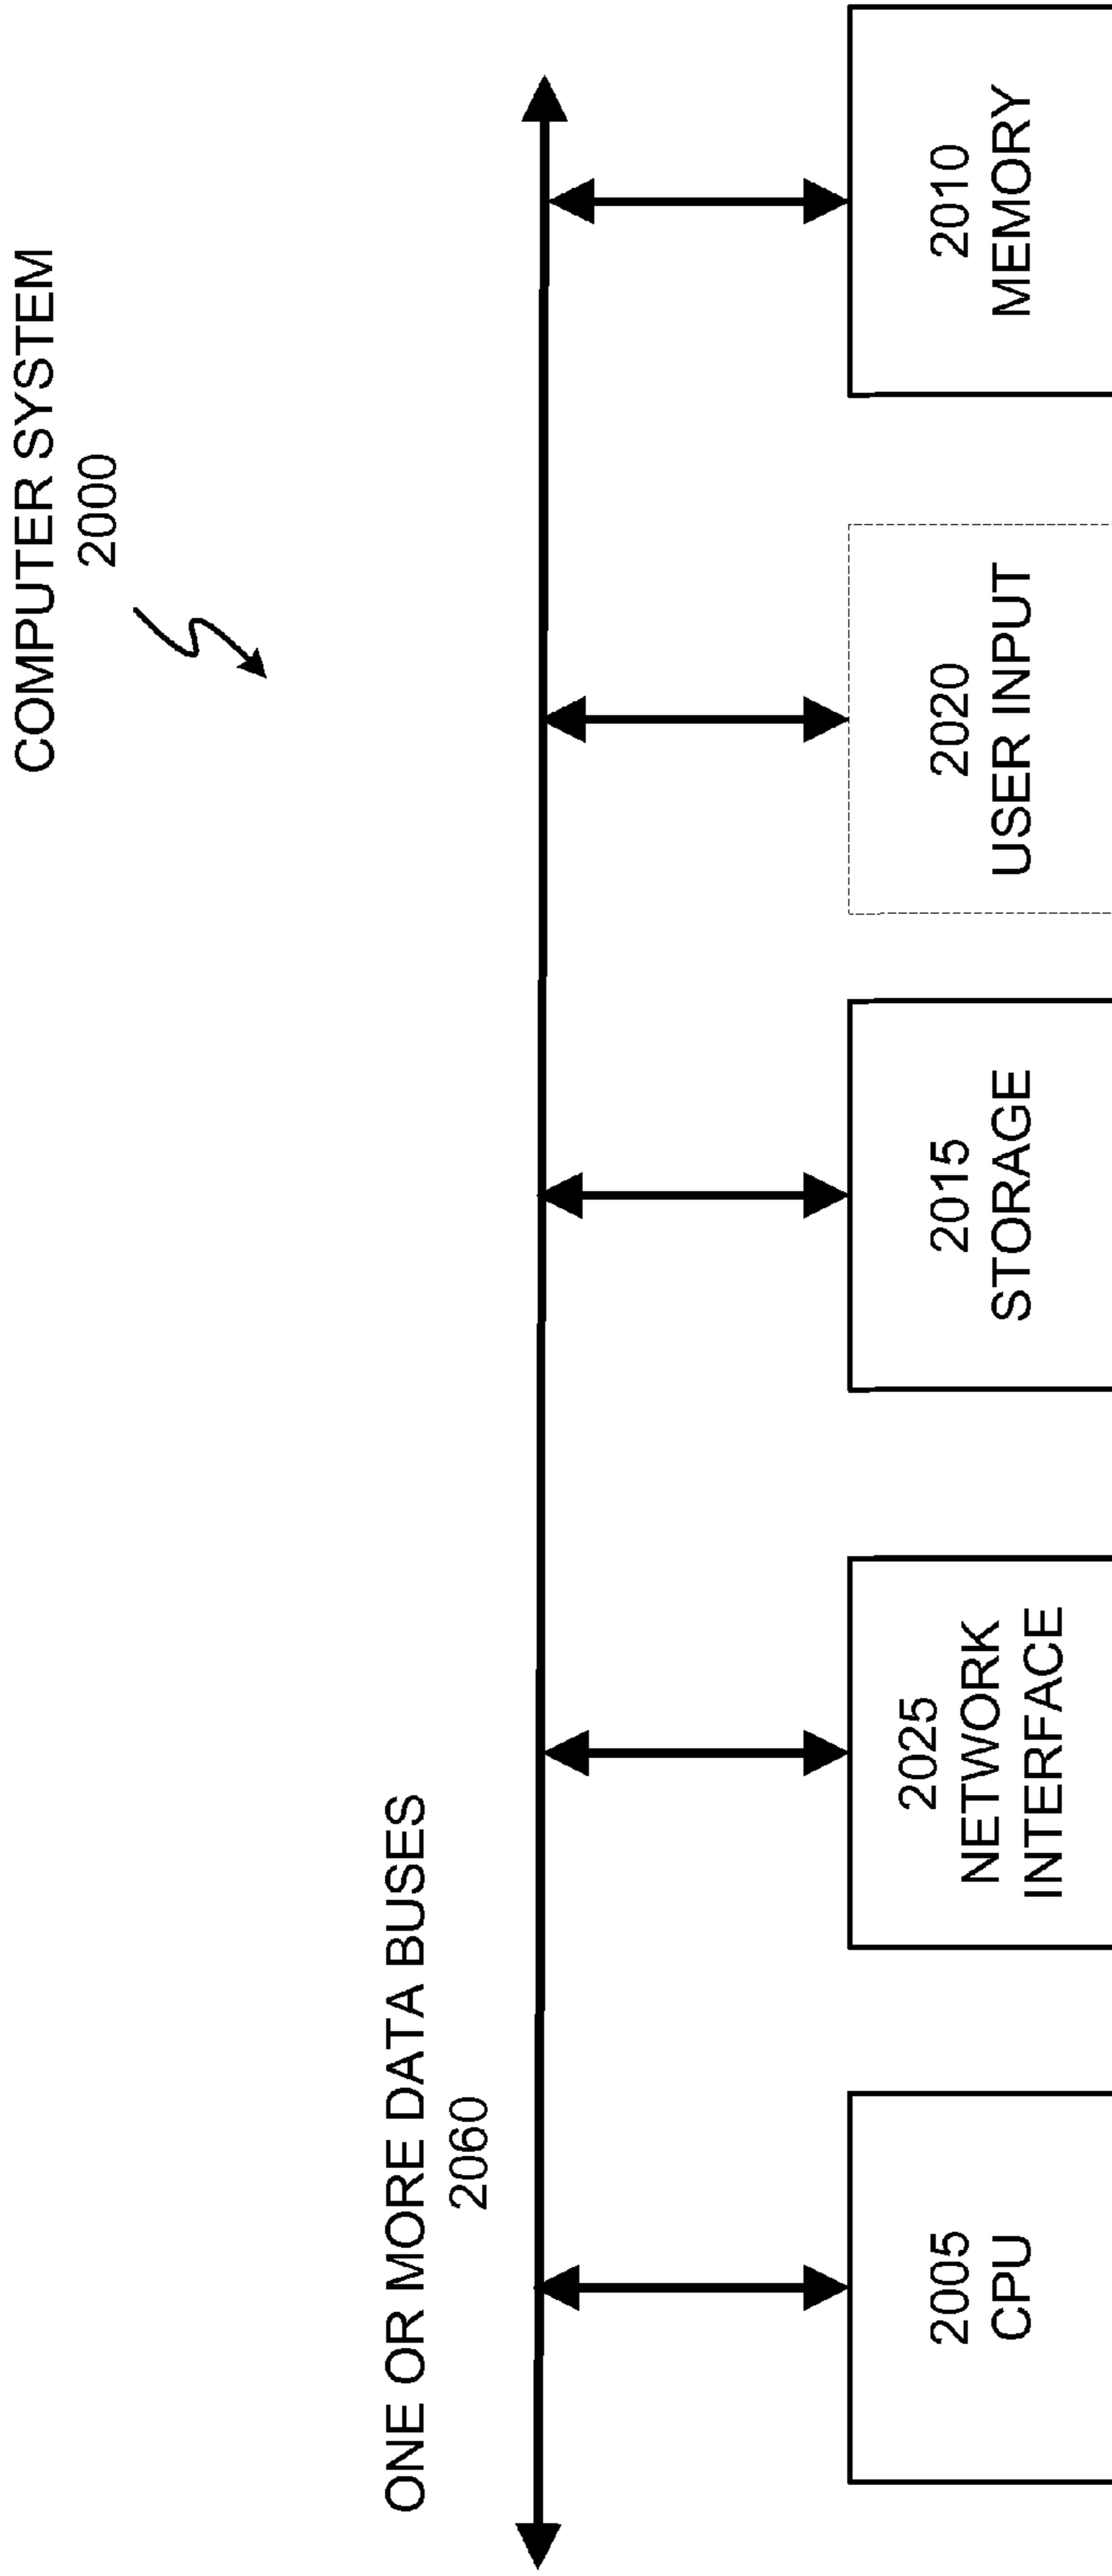 COMPUTER SYSTEM
2000
ONE OR MORE DATA BUSES
2060
2005
CPU
2025
NETWORK
INTERFACE
2015
STORAGE
2020
USER INPUT
2010
MEMORY